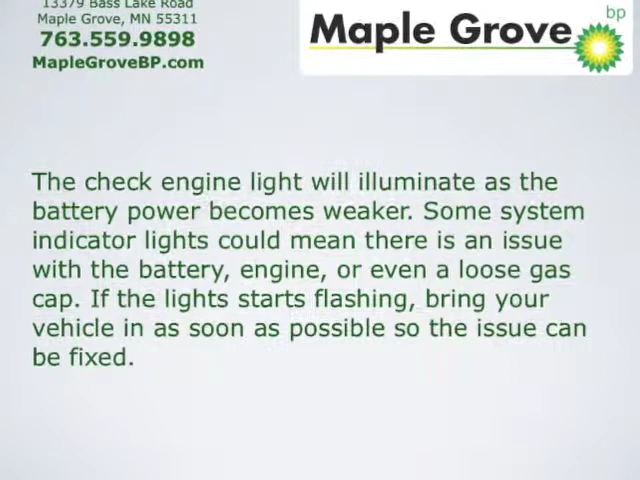 13379 Bass Lake Road
Maple Grove, MN 55311
763.559.9898
MapleGroveBP.com
Maple Grove
bp
The check engine light will illuminate as the
battery power becomes weaker. Some system
indicator lights could mean there is an issue
with the battery, engine, or even a loose gas
cap. If the lights starts flashing, bring your
vehicle in as soon as possible so the issue can
be fixed.